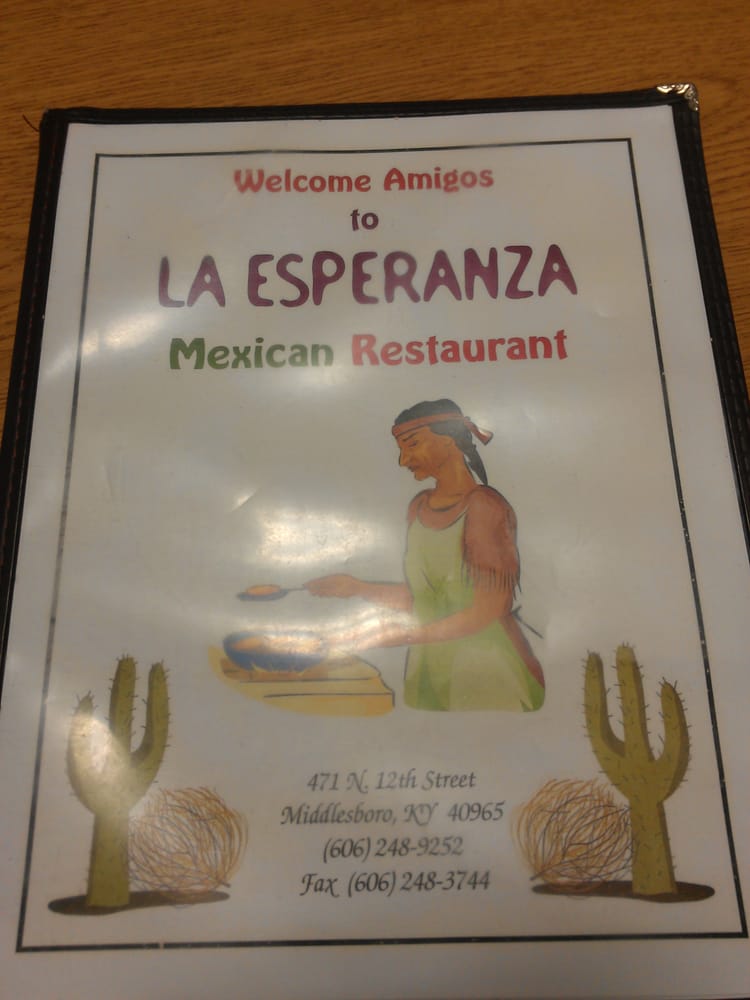 Welcome Amigos
to
LA ESPERANZA
Mexican Restaurant
471 N. 12th Street
Middlesboro, KY 40965
(606) 248-9252
Fax (606) 248-3744